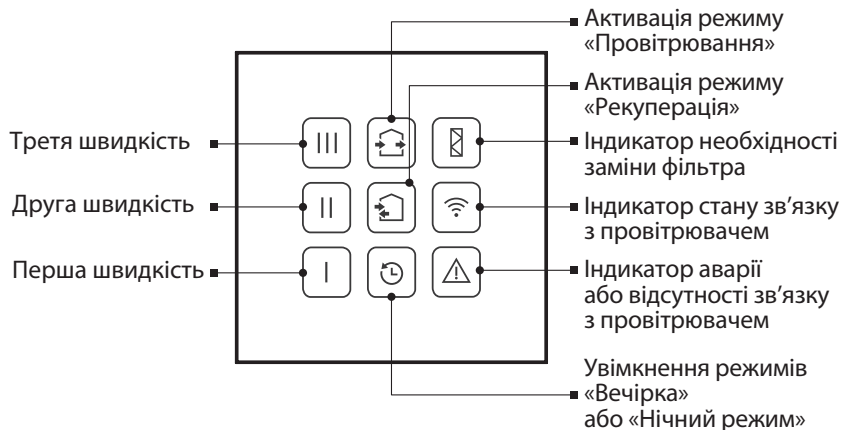 Активація режиму
«Провітрювання»
Активація режиму
«Рекуперація»
Третя швидкість
Індикатор необхідності
заміни фільтра
Друга швидкість
Індикатор стану зв’язку
з провітрювачем
Перша швидкість
Індикатор аварії
або відсутності зв’язку
з провітрювачем
Увімкнення режимів
«Вечірка»
або «Нічний режим»